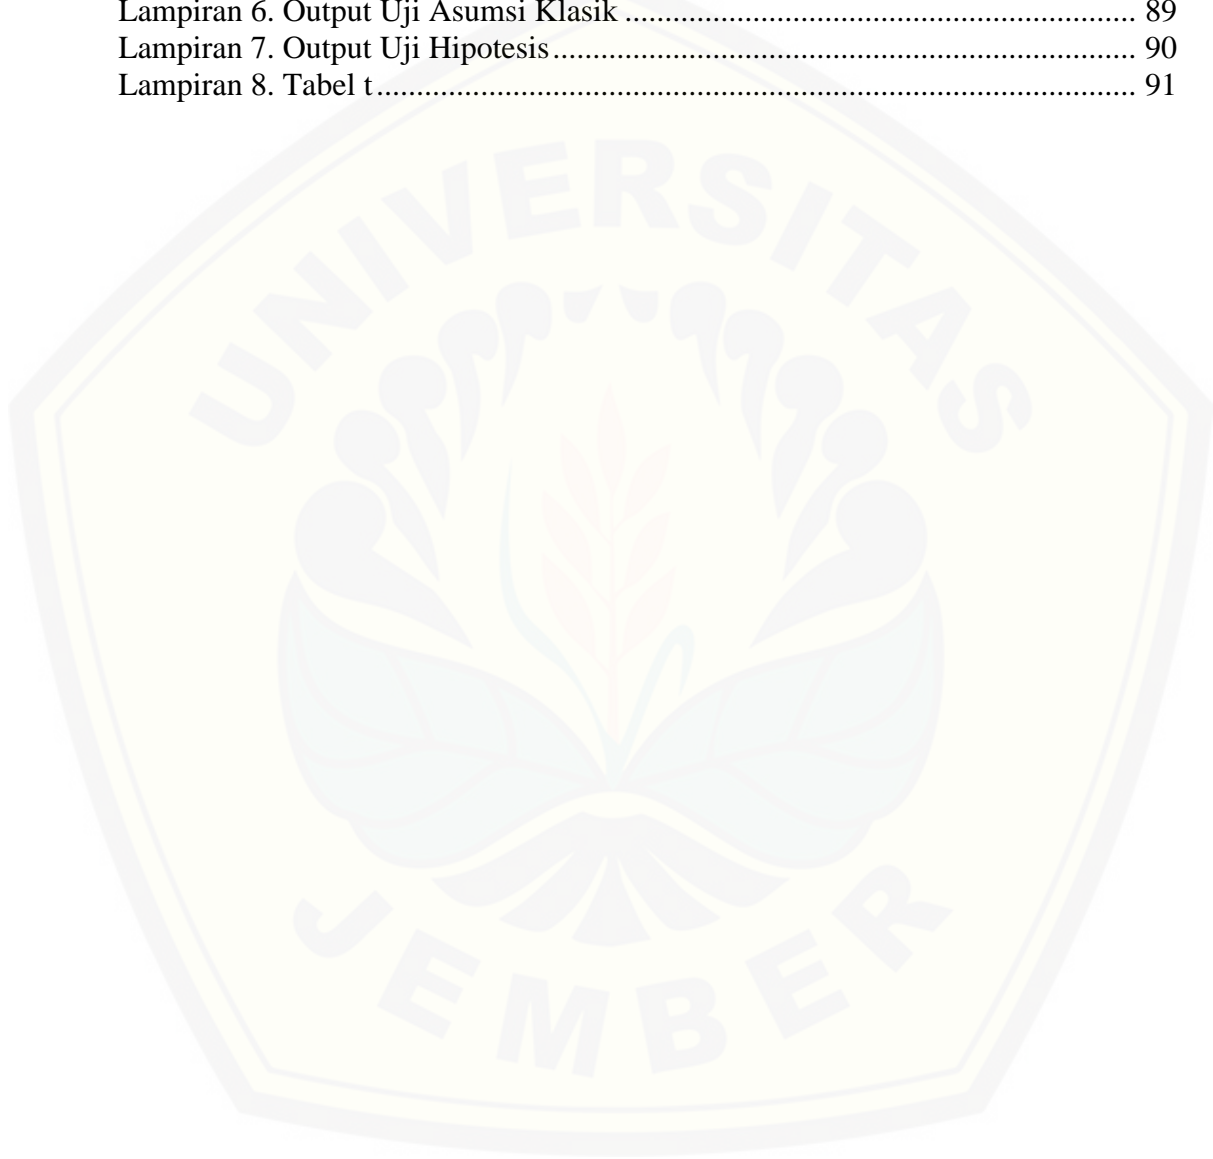 Lampiran 6. Output Uji Asumsi Klasik ................................................................ 89
Lampiran 7. Output Uji Hipotesis ......................................................................... 90
Lampiran 8. Tabel t ................................................................................................ 91
UNIVERSITAS
JEMBER